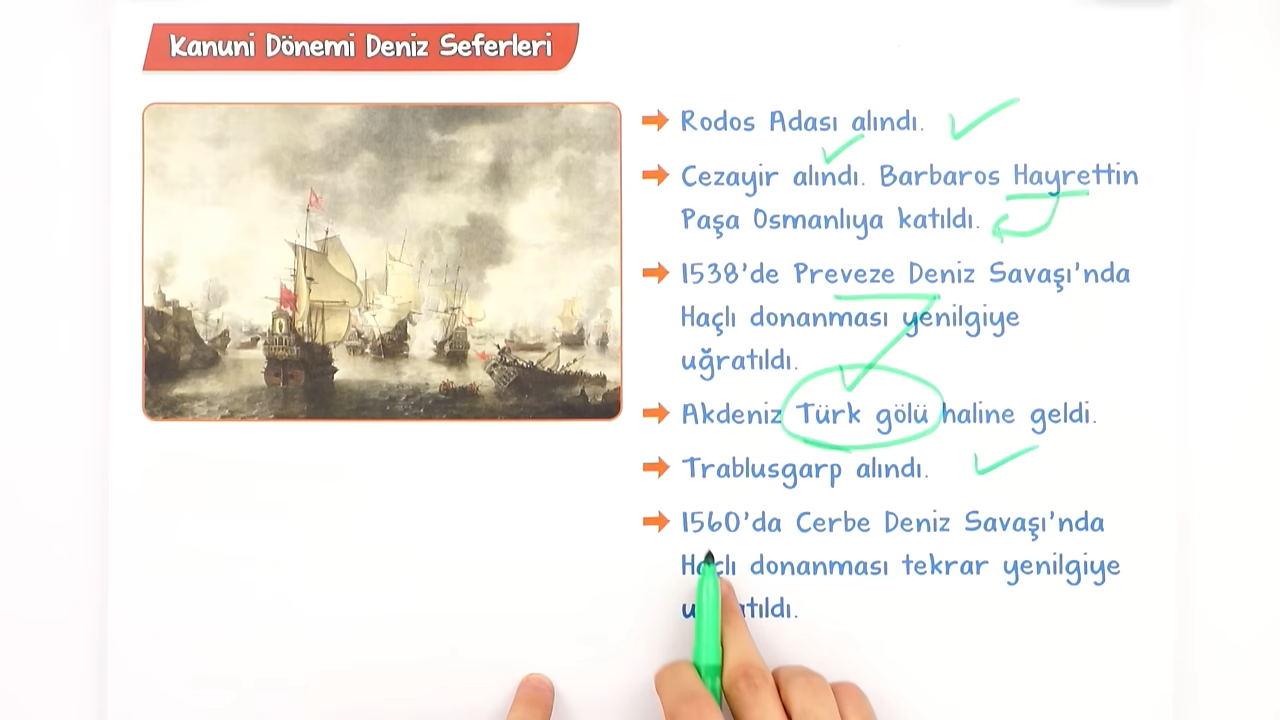 Kanuni Dönemi Deniz Seferleri
Rodos Adası alındı.
Cezayir alındı. Barbaros Hayrettin
Paşa Osmanlıya katıldı.
1538'de Preveze Deniz Savaşı'nda
Haçlı donanması yenilgiye
uğratıldı.
Akdeniz Türk gölü haline geldi.
Trablusgarp alındı.
1560'da Cerbe Deniz Savaşı'nda
Haçlı donanması tekrar yenilgiye